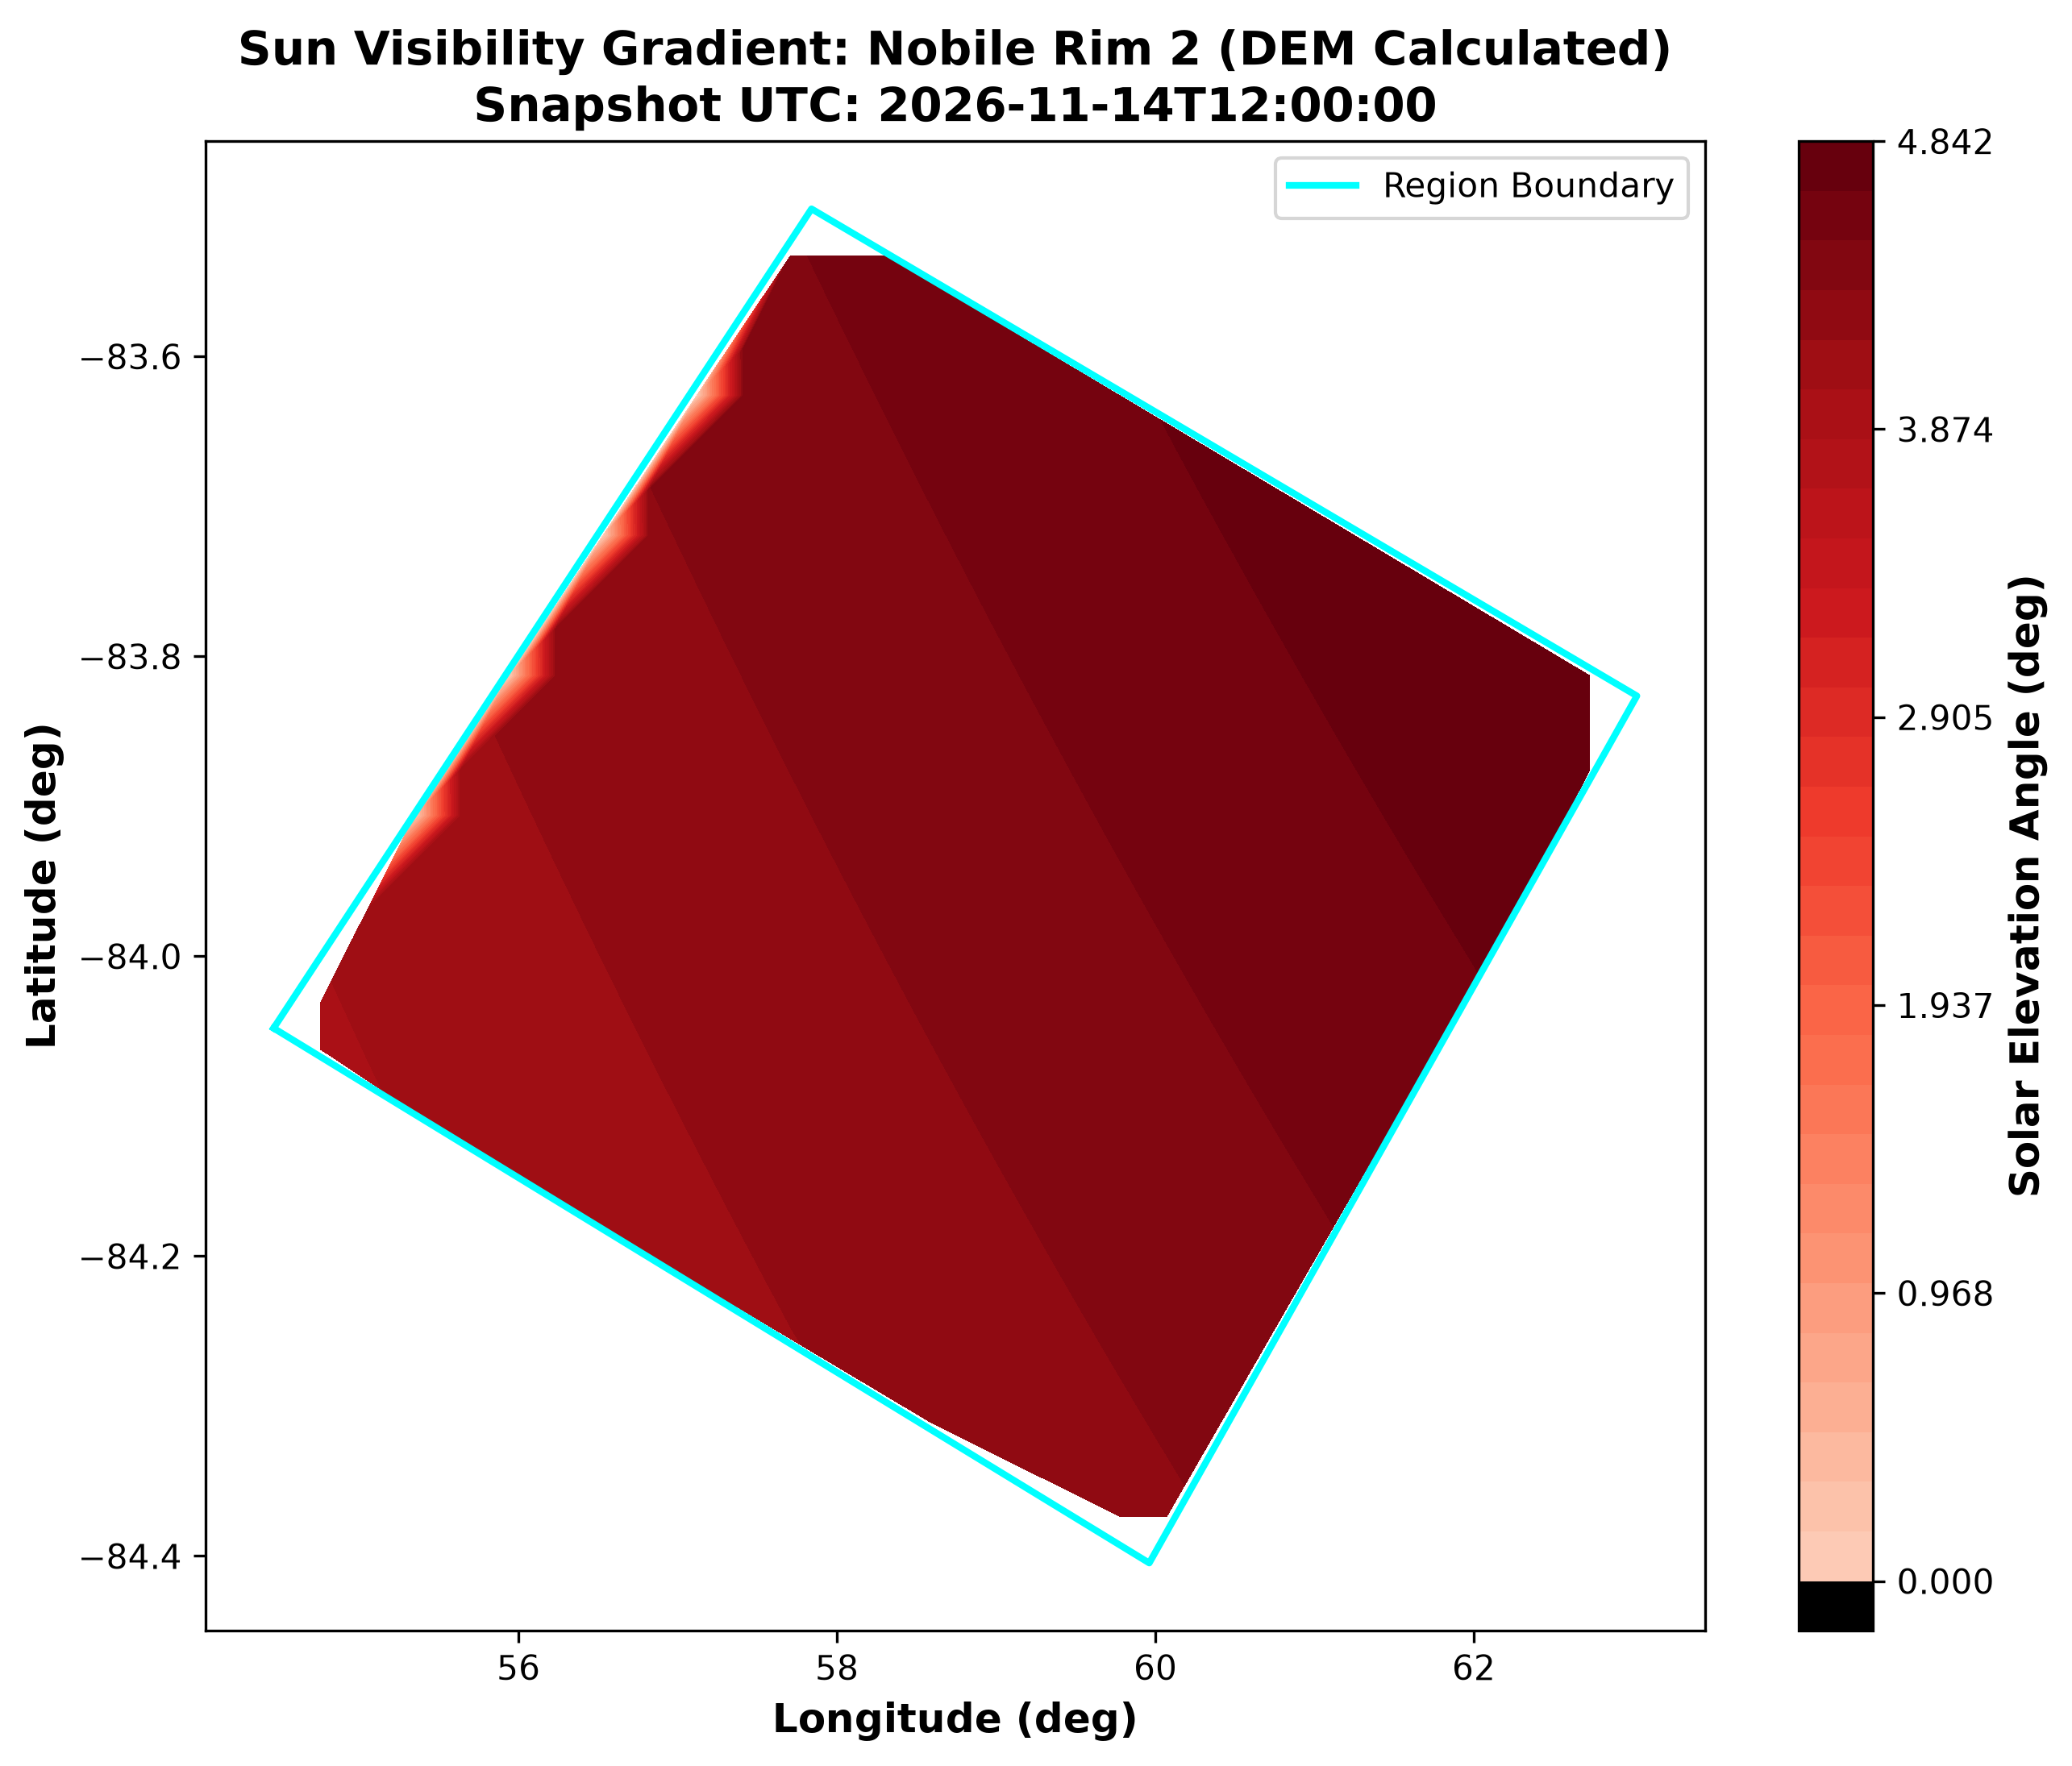 Sun Visibility Gradient: Nobile Rim 2 (DEM Calculated)
Snapshot UTC: 2026-11-14T12:00:00
Region Boundary
4.842
3.874
2.905
1.937
0.968
0.000
Solar Elevation Angle (deg)
Latitude (deg)
−83.6
−83.8
−84.0
−84.2
−84.4
56
58
60
62
Longitude (deg)